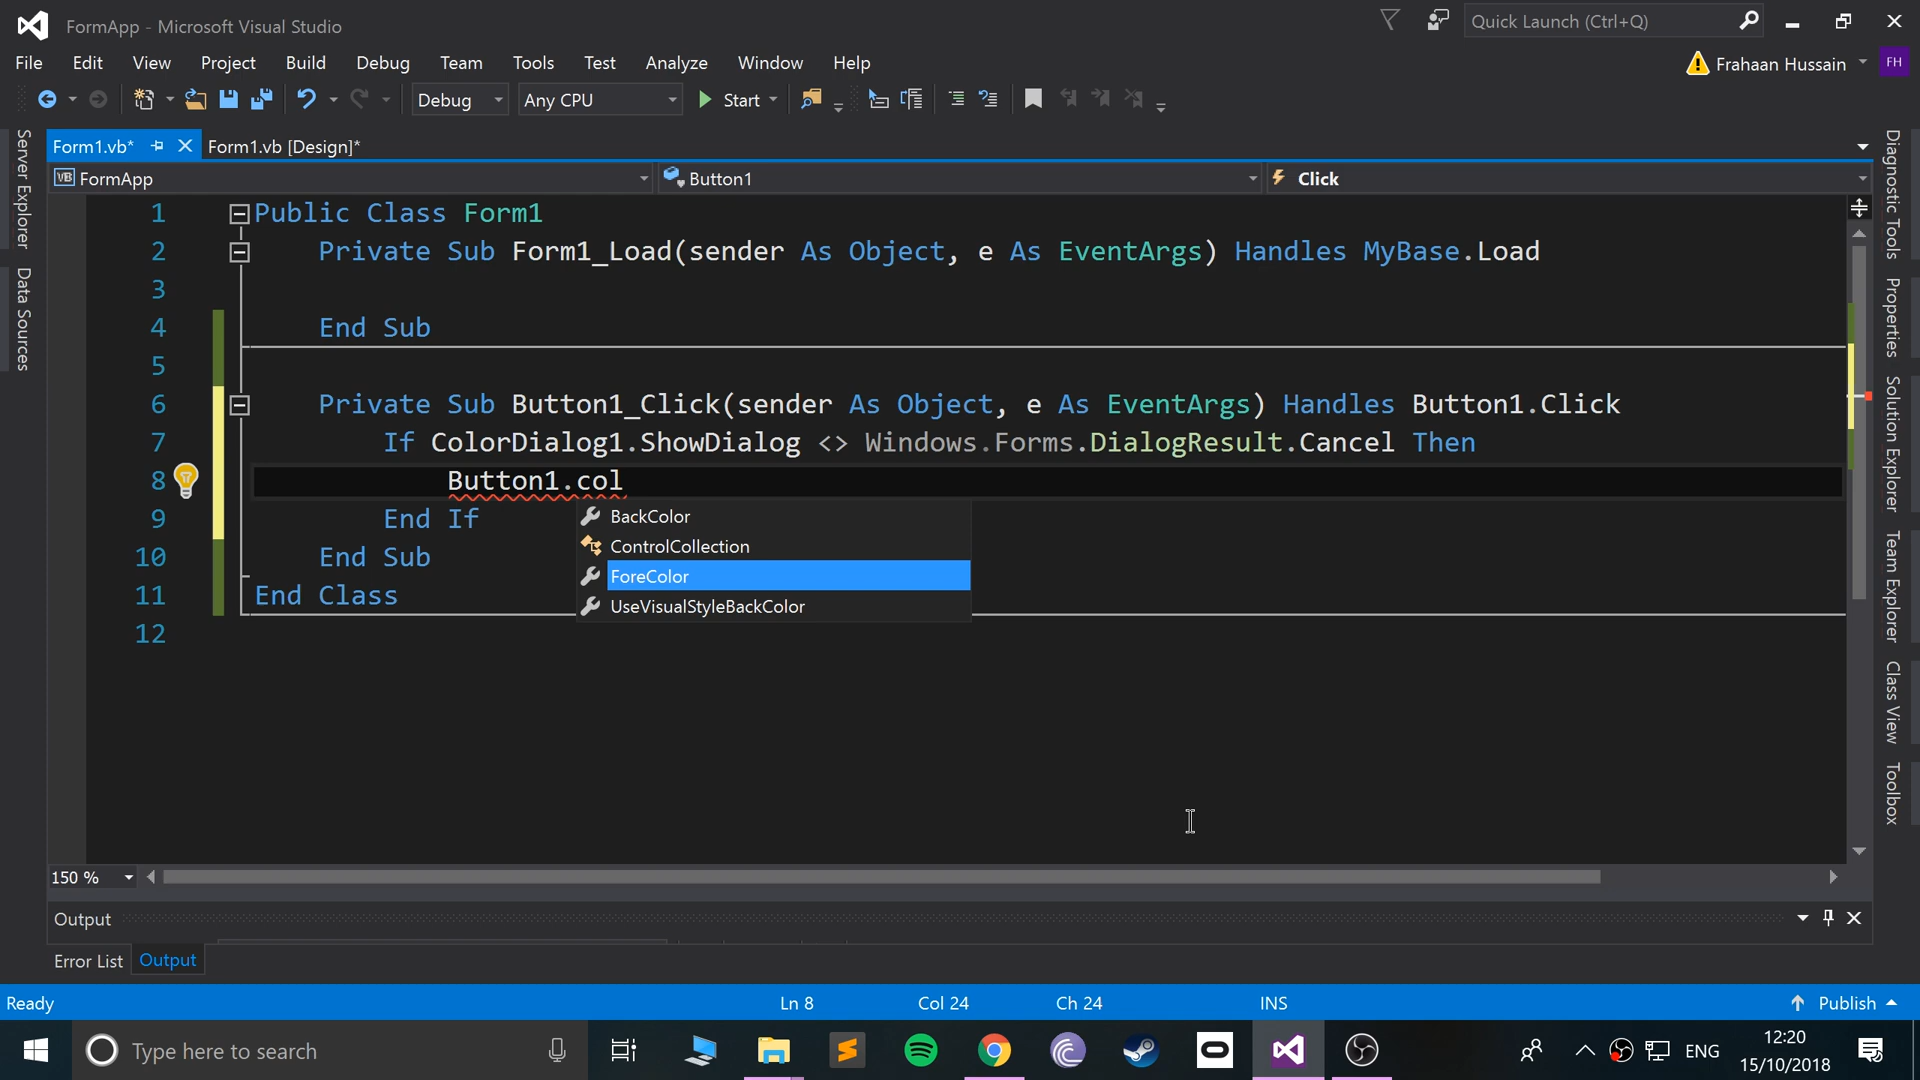 FormApp - Microsoft Visual Studio
Quick Launch (Ctrl+Q)
File Edit View Project Build Debug Team Tools Test Analyze Window Help
Frahaan Hussain FH
Debug Any CPU Start
Form1.vb* Form1.vb [Design]*
VB FormApp Button1 Click
1 Public Class Form1
2 Private Sub Form1_Load(sender As Object, e As EventArgs) Handles MyBase.Load
3
4 End Sub
5
6 Private Sub Button1_Click(sender As Object, e As EventArgs) Handles Button1.Click
7 If ColorDialog1.ShowDialog <> Windows.Forms.DialogResult.Cancel Then
8 Button1.col
9 End If
10 End Sub
11 End Class
12
BackColor
ControlCollection
ForeColor
UseVisualStyleBackColor
Server Explorer
Data Sources
Diagnostic Tools
Properties
Solution Explorer
Team Explorer
Class View
Toolbox
150 %
Output
Error List Output
Ready Ln 8 Col 24 Ch 24 INS Publish
Type here to search
ENG
12:20
15/10/2018